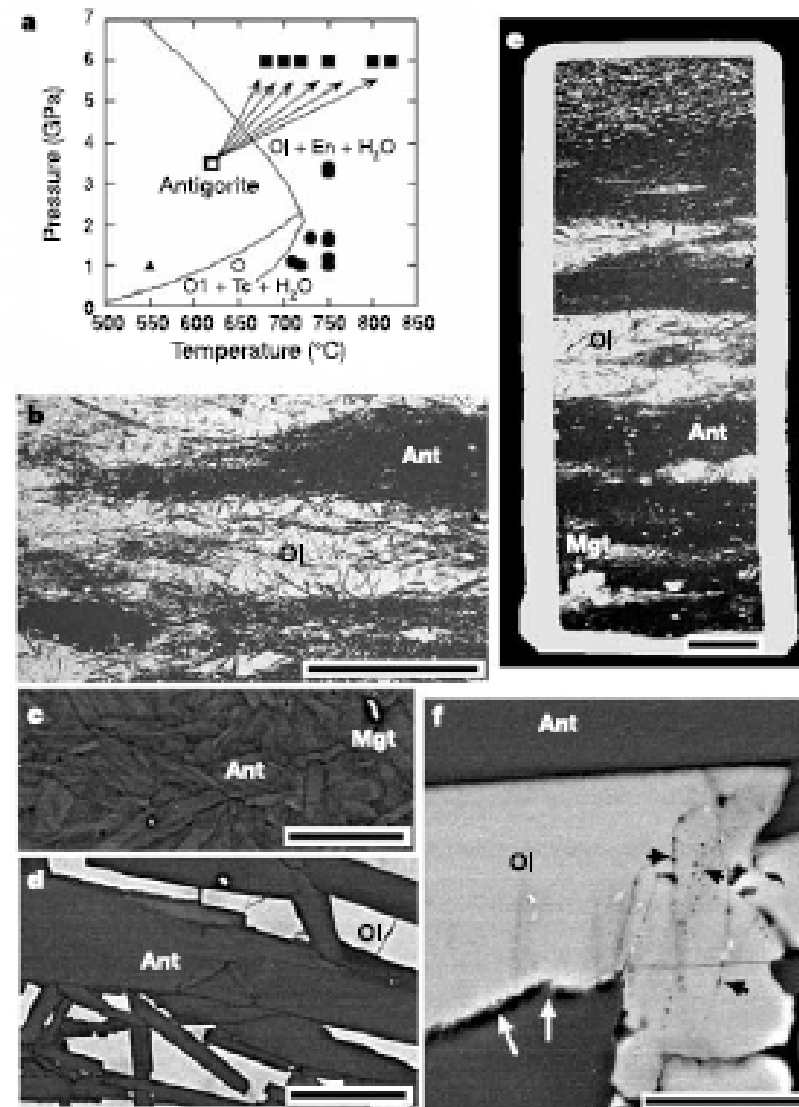 a
7
6
5
4
3
2
1
0
Pressure (GPa)
Ol + En + H₂O
Antigorite
O1 + Tc + H₂O
500 550 600 650 700 750 800 850
Temperature (°C)
b
Ant
Ol
c
Mgt
Ant
d
Ol
Ant
e
Ol
Ant
Mgt
f
Ant
Ol